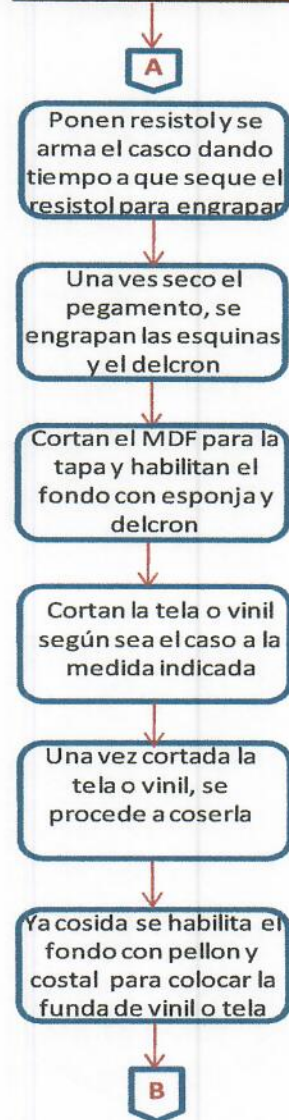 A
Ponen resistol y se
arma el casco dando
tiempo a que seque el
resistol para engrapar
Una ves seco el
pegamento, se
engrapan las esquinas
y el delcron
Cortan el MDF para la
tapa y habilitan el
fondo con esponja y
delcron
Cortan la tela o vinil
según sea el caso a la
medida indicada
Una vez cortada la
tela o vinil, se
procede a coserla
Ya cosida se habilita el
fondo con pellon y
costal para colocar la
funda de vinil o tela
B